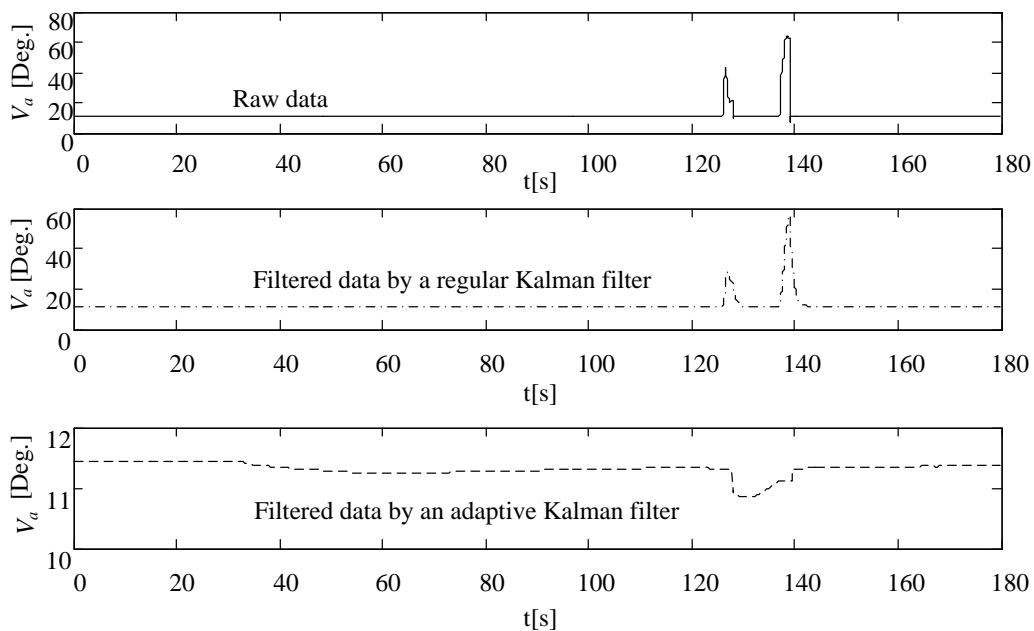 80
60
40
20
0
V_a [Deg.]
Raw data
0 20 40 60 80 100 120 140 160 180
t[s]
60
40
20
0
V_a [Deg.]
Filtered data by a regular Kalman filter
0 20 40 60 80 100 120 140 160 180
t[s]
12
11
10
V_a [Deg.]
Filtered data by an adaptive Kalman filter
0 20 40 60 80 100 120 140 160 180
t[s]